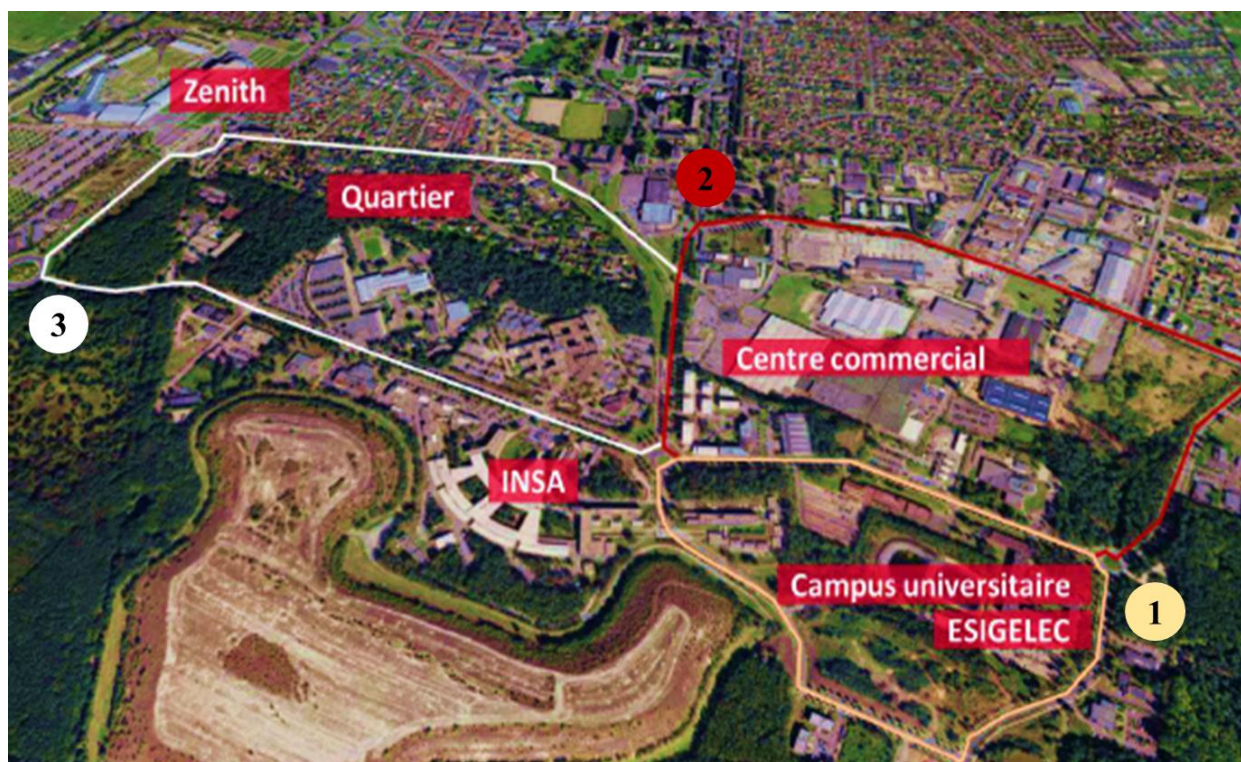 Zenith
Quartier
2
3
Centre commercial
INSA
Campus universitaire
ESIGELEC
1